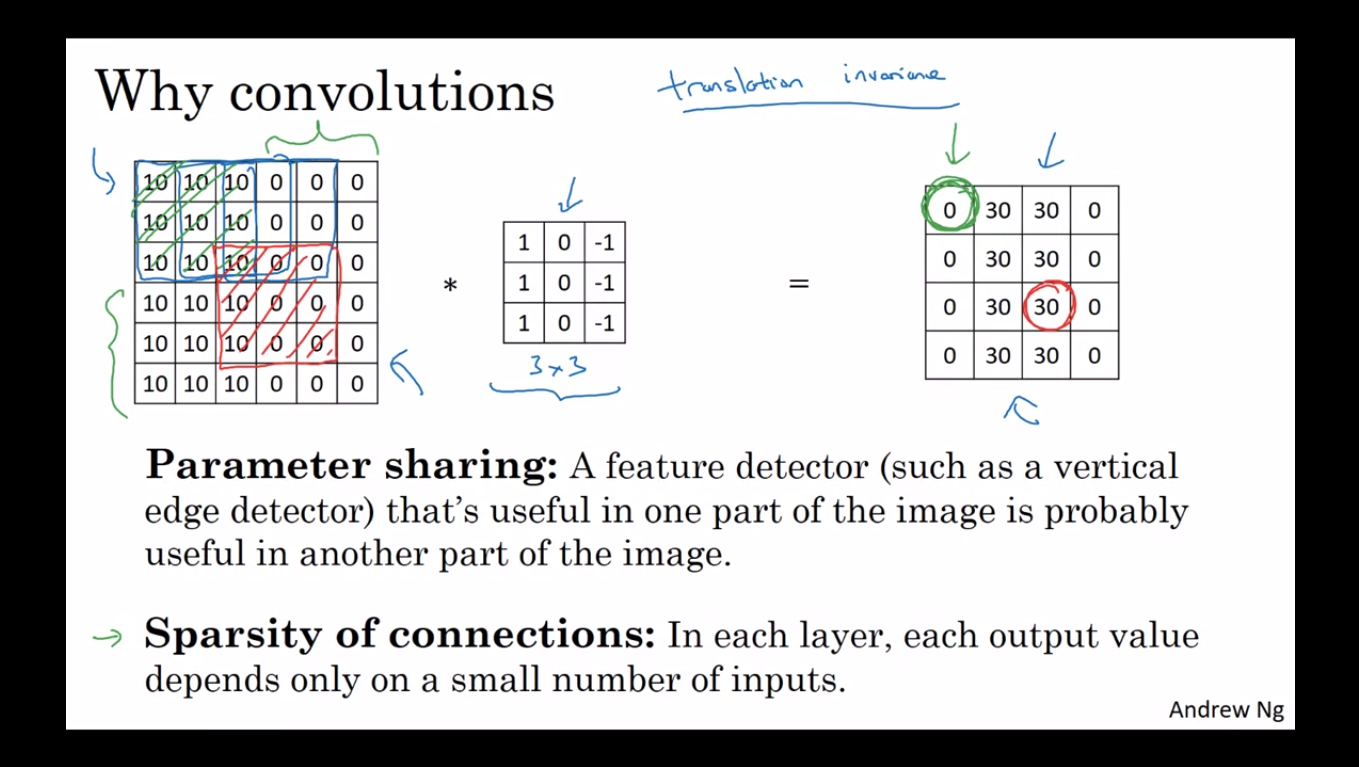 Why convolutions
translation invariance
10 10 10 0 0 0
10 10 10 0 0 0
10 10 10 0 0 0
10 10 10 0 0 0
10 10 10 0 0 0
10 10 10 0 0 0
*
1 0 -1
1 0 -1
1 0 -1
3x3
=
0 30 30 0
0 30 30 0
0 30 30 0
0 30 30 0
Parameter sharing: A feature detector (such as a vertical
edge detector) that’s useful in one part of the image is probably
useful in another part of the image.
→ Sparsity of connections: In each layer, each output value
depends only on a small number of inputs.
Andrew Ng